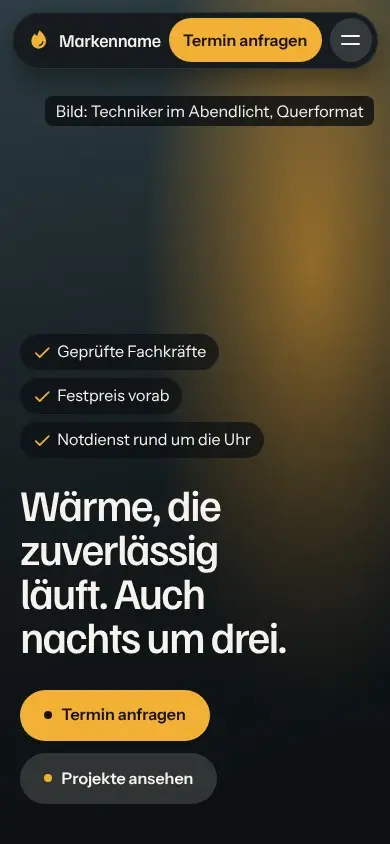 Markenname
Termin anfragen
Bild: Techniker im Abendlicht, Querformat
Geprüfte Fachkräfte
Festpreis vorab
Notdienst rund um die Uhr
Wärme, die
zuverlässig
läuft. Auch
nachts um drei.
Termin anfragen
Projekte ansehen